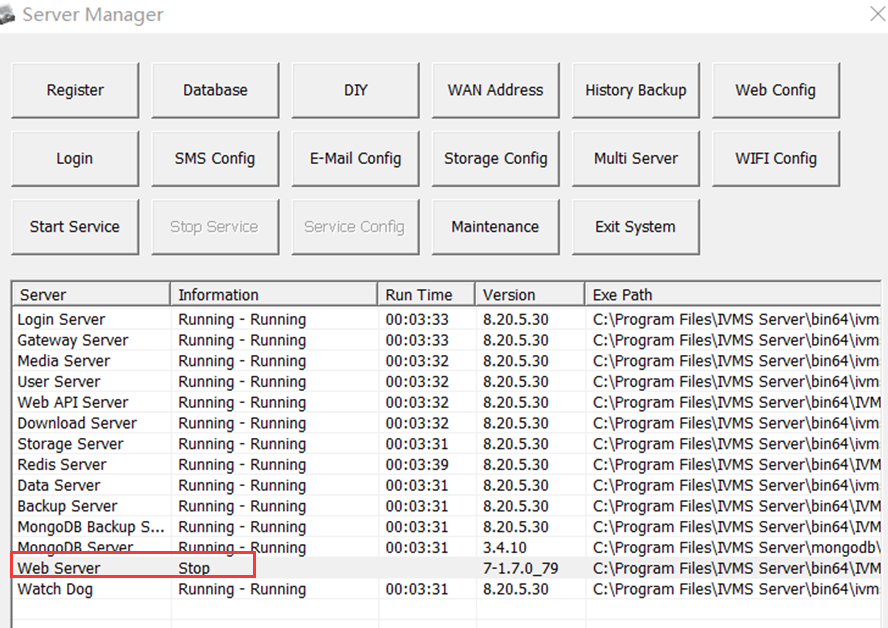 Server Manager
Register Database DIY WAN Address History Backup Web Config
Login SMS Config E-Mail Config Storage Config Multi Server WIFI Config
Start Service Stop Service Service Config Maintenance Exit System
Server Information Run Time Version Exe Path
Login Server Running - Running 00:03:33 8.20.5.30 C:\Program Files\IVMS Server\bin64\ivms
Gateway Server Running - Running 00:03:33 8.20.5.30 C:\Program Files\IVMS Server\bin64\ivms
Media Server Running - Running 00:03:32 8.20.5.30 C:\Program Files\IVMS Server\bin64\ivms
User Server Running - Running 00:03:32 8.20.5.30 C:\Program Files\IVMS Server\bin64\ivms
Web API Server Running - Running 00:03:32 8.20.5.30 C:\Program Files\IVMS Server\bin64\IVM
Download Server Running - Running 00:03:32 8.20.5.30 C:\Program Files\IVMS Server\bin64\ivms
Storage Server Running - Running 00:03:31 8.20.5.30 C:\Program Files\IVMS Server\bin64\ivms
Redis Server Running - Running 00:03:39 8.20.5.30 C:\Program Files\IVMS Server\bin64\IVM
Data Server Running - Running 00:03:31 8.20.5.30 C:\Program Files\IVMS Server\bin64\ivms
Backup Server Running - Running 00:03:31 8.20.5.30 C:\Program Files\IVMS Server\bin64\IVM
MongoDB Backup S... Running - Running 00:03:31 8.20.5.30 C:\Program Files\IVMS Server\bin64\IVM
MongoDB Server Running - Running 00:03:31 3.4.10 C:\Program Files\IVMS Server\mongodb\
Web Server Stop 7-1.7.0_79 C:\Program Files\IVMS Server\bin64\IVM
Watch Dog Running - Running 00:03:31 8.20.5.30 C:\Program Files\IVMS Server\bin64\ivms